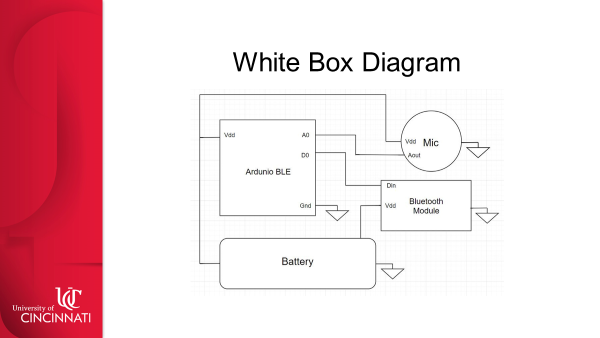 White Box Diagram
Vdd
A0
D0
Ardunio BLE
Gnd
Vdd
Mic
Aout
Din
Vdd
Bluetooth
Module
Battery
University of
CINCINNATI